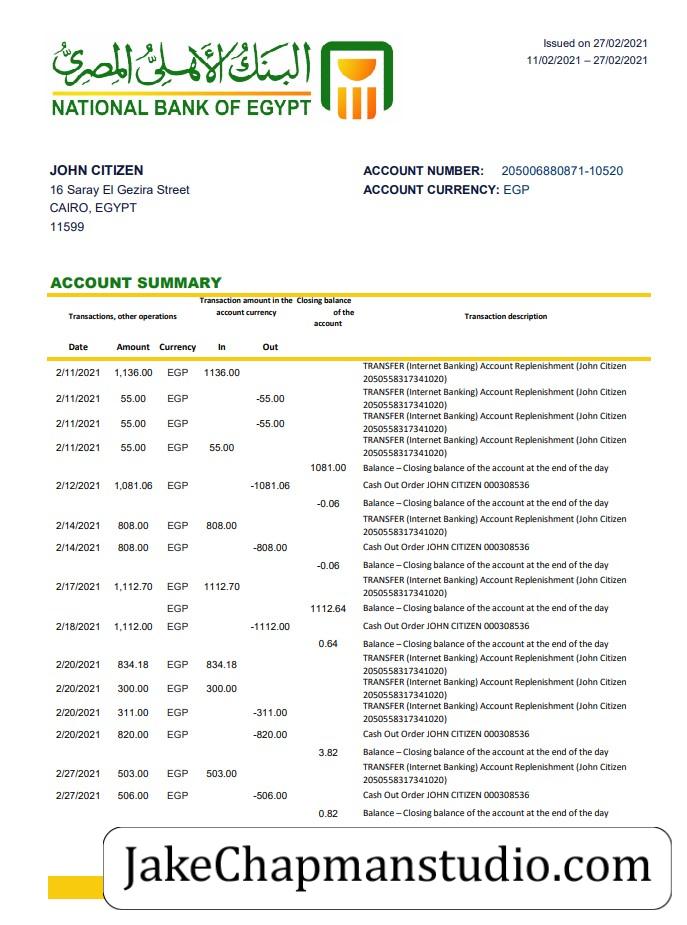 Issued on 27/02/2021
11/02/2021 – 27/02/2021
البنك الأهلي المصري
NATIONAL BANK OF EGYPT
JOHN CITIZEN
16 Saray El Gezira Street
CAIRO, EGYPT
11599
ACCOUNT NUMBER: 205006880871-10520
ACCOUNT CURRENCY: EGP
ACCOUNT SUMMARY
Transactions, other operations
Transaction amount in the account currency
Closing balance of the account
Transaction description
Date Amount Currency In Out
2/11/2021 1,136.00 EGP 1136.00 TRANSFER (Internet Banking) Account Replenishment (John Citizen
2050558317341020)
2/11/2021 55.00 EGP -55.00 TRANSFER (Internet Banking) Account Replenishment (John Citizen
2050558317341020)
2/11/2021 55.00 EGP -55.00 TRANSFER (Internet Banking) Account Replenishment (John Citizen
2050558317341020)
2/11/2021 55.00 EGP 55.00 TRANSFER (Internet Banking) Account Replenishment (John Citizen
2050558317341020)
1081.00 Balance – Closing balance of the account at the end of the day
2/12/2021 1,081.06 EGP -1081.06 Cash Out Order JOHN CITIZEN 000308536
-0.06 Balance – Closing balance of the account at the end of the day
2/14/2021 808.00 EGP 808.00 TRANSFER (Internet Banking) Account Replenishment (John Citizen
2050558317341020)
2/14/2021 808.00 EGP -808.00 Cash Out Order JOHN CITIZEN 000308536
-0.06 Balance – Closing balance of the account at the end of the day
2/17/2021 1,112.70 EGP 1112.70 TRANSFER (Internet Banking) Account Replenishment (John Citizen
2050558317341020)
EGP 1112.64 Balance – Closing balance of the account at the end of the day
2/18/2021 1,112.00 EGP -1112.00 Cash Out Order JOHN CITIZEN 000308536
0.64 Balance – Closing balance of the account at the end of the day
2/20/2021 834.18 EGP 834.18 TRANSFER (Internet Banking) Account Replenishment (John Citizen
2050558317341020)
2/20/2021 300.00 EGP 300.00 TRANSFER (Internet Banking) Account Replenishment (John Citizen
2050558317341020)
2/20/2021 311.00 EGP -311.00 TRANSFER (Internet Banking) Account Replenishment (John Citizen
2050558317341020)
2/20/2021 820.00 EGP -820.00 Cash Out Order JOHN CITIZEN 000308536
3.82 Balance – Closing balance of the account at the end of the day
2/27/2021 503.00 EGP 503.00 TRANSFER (Internet Banking) Account Replenishment (John Citizen
2050558317341020)
2/27/2021 506.00 EGP -506.00 Cash Out Order JOHN CITIZEN 000308536
0.82 Balance – Closing balance of the account at the end of the day
JakeChapmanstudio.com